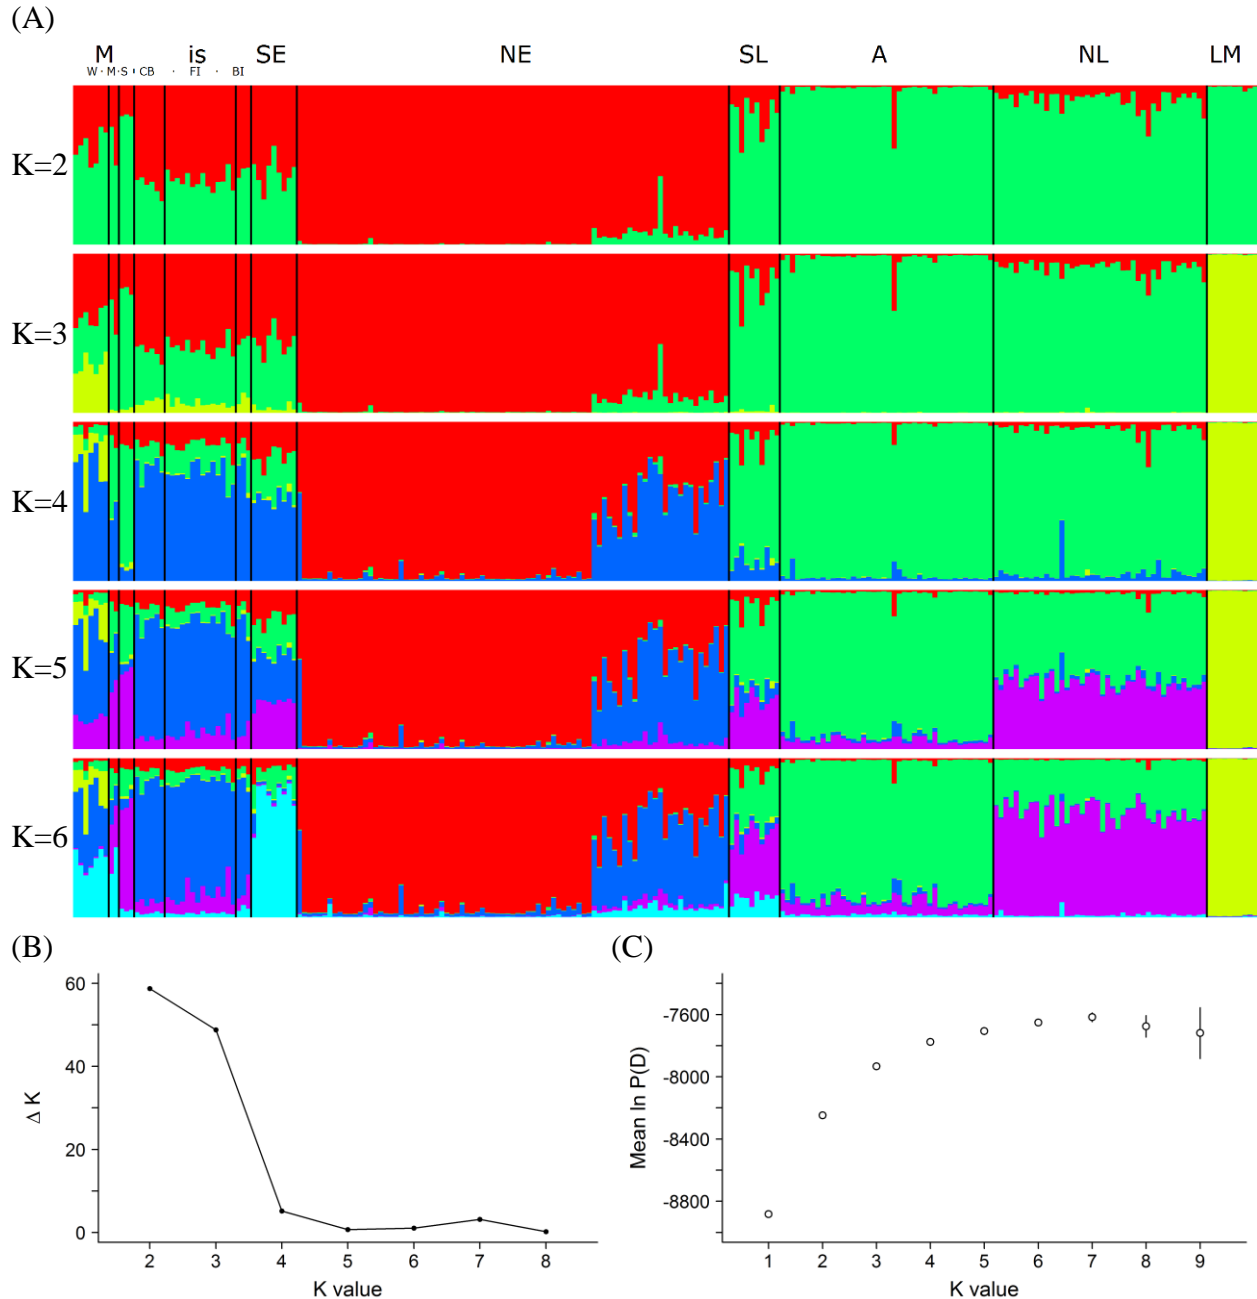 (A)
M is SE NE SL A NL LM
W · M · S · CB · FI · BI
K=2
K=3
K=4
K=5
K=6
(B) (C)
60
40
20
0
Δ K
2 3 4 5 6 7 8
K value
-7600
-8000
-8400
-8800
Mean ln P(D)
1 2 3 4 5 6 7 8 9
K value